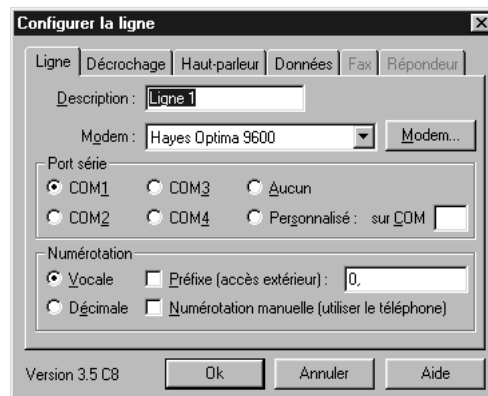 Configurer la ligne
Ligne Décrochage Haut-parleur Données Fax Répondeur
Description : Ligne 1
Modem : Hayes Optima 9600 Modem...
Port série
COM1 COM3 Aucun
COM2 COM4 Personnalisé : sur COM
Numérotation
Vocale Préfixe (accès extérieur) : 0,
Décimale Numérotation manuelle (utiliser le téléphone)
Version 3.5 C8 Ok Annuler Aide